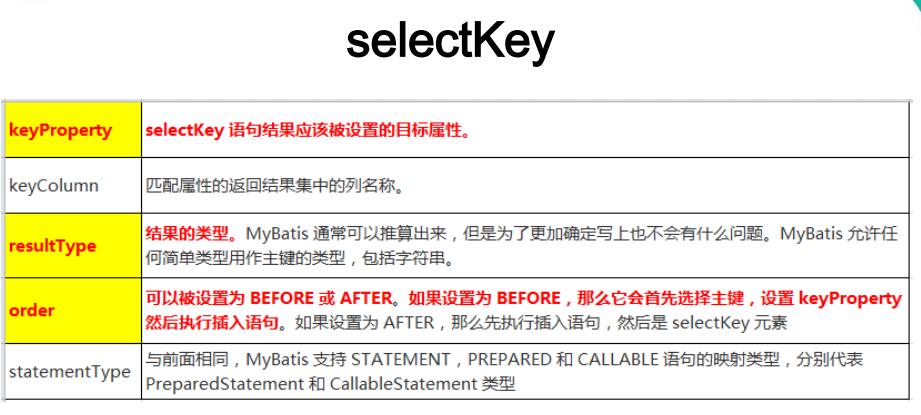 selectKey
keyProperty
selectKey 语句结果应该被设置的目标属性。
keyColumn
匹配属性的返回结果集中的列名称。
resultType
结果的类型。MyBatis 通常可以推算出来，但是为了更加确定写上也不会有什么问题。MyBatis 允许任
何简单类型用作主键的类型，包括字符串。
order
可以被设置为 BEFORE 或 AFTER。如果设置为 BEFORE，那么它会首先选择主键，设置 keyProperty
然后执行插入语句。如果设置为 AFTER，那么先执行插入语句，然后是 selectKey 元素
statementType
与前面相同，MyBatis 支持 STATEMENT，PREPARED 和 CALLABLE 语句的映射类型，分别代表
PreparedStatement 和 CallableStatement 类型